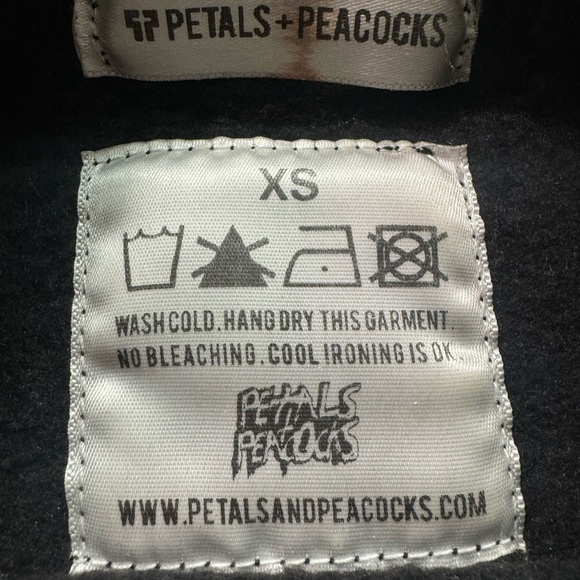 PETALS + PEACOCKS
XS
WASH COLD. HANG DRY THIS GARMENT.
NO BLEACHING. COOL IRONING IS OK.
PETALS
PEACOCKS
WWW.PETALSANDPEACOCKS.COM